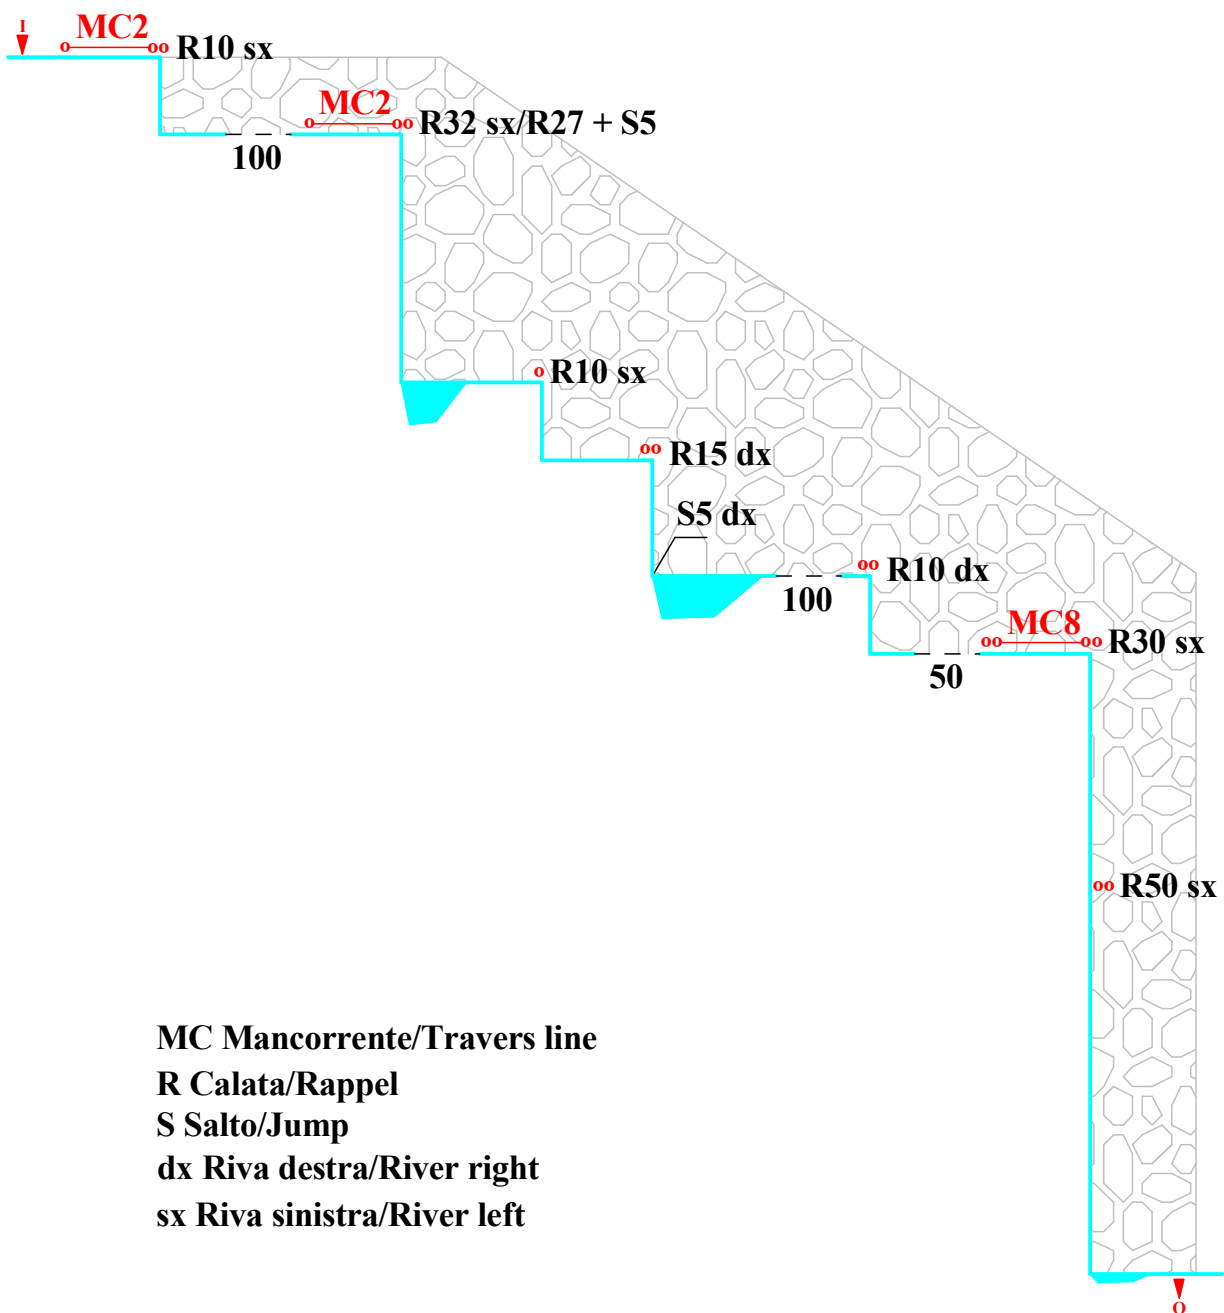 I
MC2
R10 sx
MC2
R32 sx/R27 + S5
100
R10 sx
R15 dx
S5 dx
R10 dx
100
MC8
R30 sx
50
R50 sx
MC Mancorrente/Travers line
R Calata/Rappel
S Salto/Jump
dx Riva destra/River right
sx Riva sinistra/River left
O